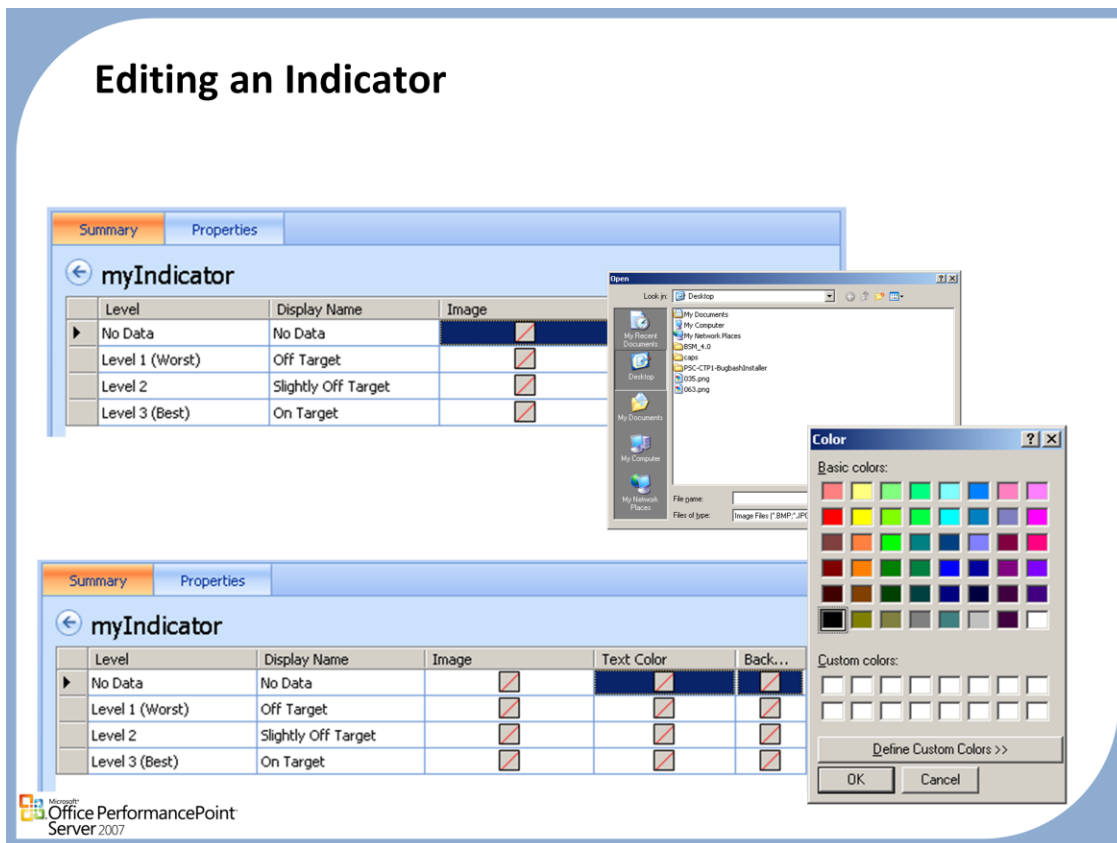 Editing an Indicator
Summary Properties
myIndicator
Level Display Name Image
No Data No Data
Level 1 (Worst) Off Target
Level 2 Slightly Off Target
Level 3 (Best) On Target
Open
Look in: Desktop
My Recent Documents
Desktop
My Documents
My Computer
My Network Places
My Documents
My Computer
My Network Places
BSM_4.0
caps
PSC-CTP1-BugbashInstaller
035.png
063.png
File name:
Files of type: Image Files (*.BMP;*.JPG
Summary Properties
myIndicator
Level Display Name Image Text Color Back...
No Data No Data
Level 1 (Worst) Off Target
Level 2 Slightly Off Target
Level 3 (Best) On Target
Color
Basic colors:
Custom colors:
Define Custom Colors >>
OK Cancel
Microsoft
Office PerformancePoint
Server 2007